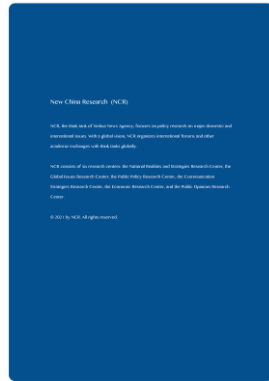 New China Research (NCR)
NCR, the think tank of Xinhua News Agency, focuses on policy research on major domestic and
international issues. With a global vision, NCR organizes international forums and other
academic exchanges with think tanks globally.
NCR consists of six research centers: the National Realities and Strategies Research Center, the
Global Issues Research Center, the Public Policy Research Center, the Communication
Strategies Research Center, the Economic Research Center, and the Public Opinion Research
Center.
© 2021 by NCR. All rights reserved.